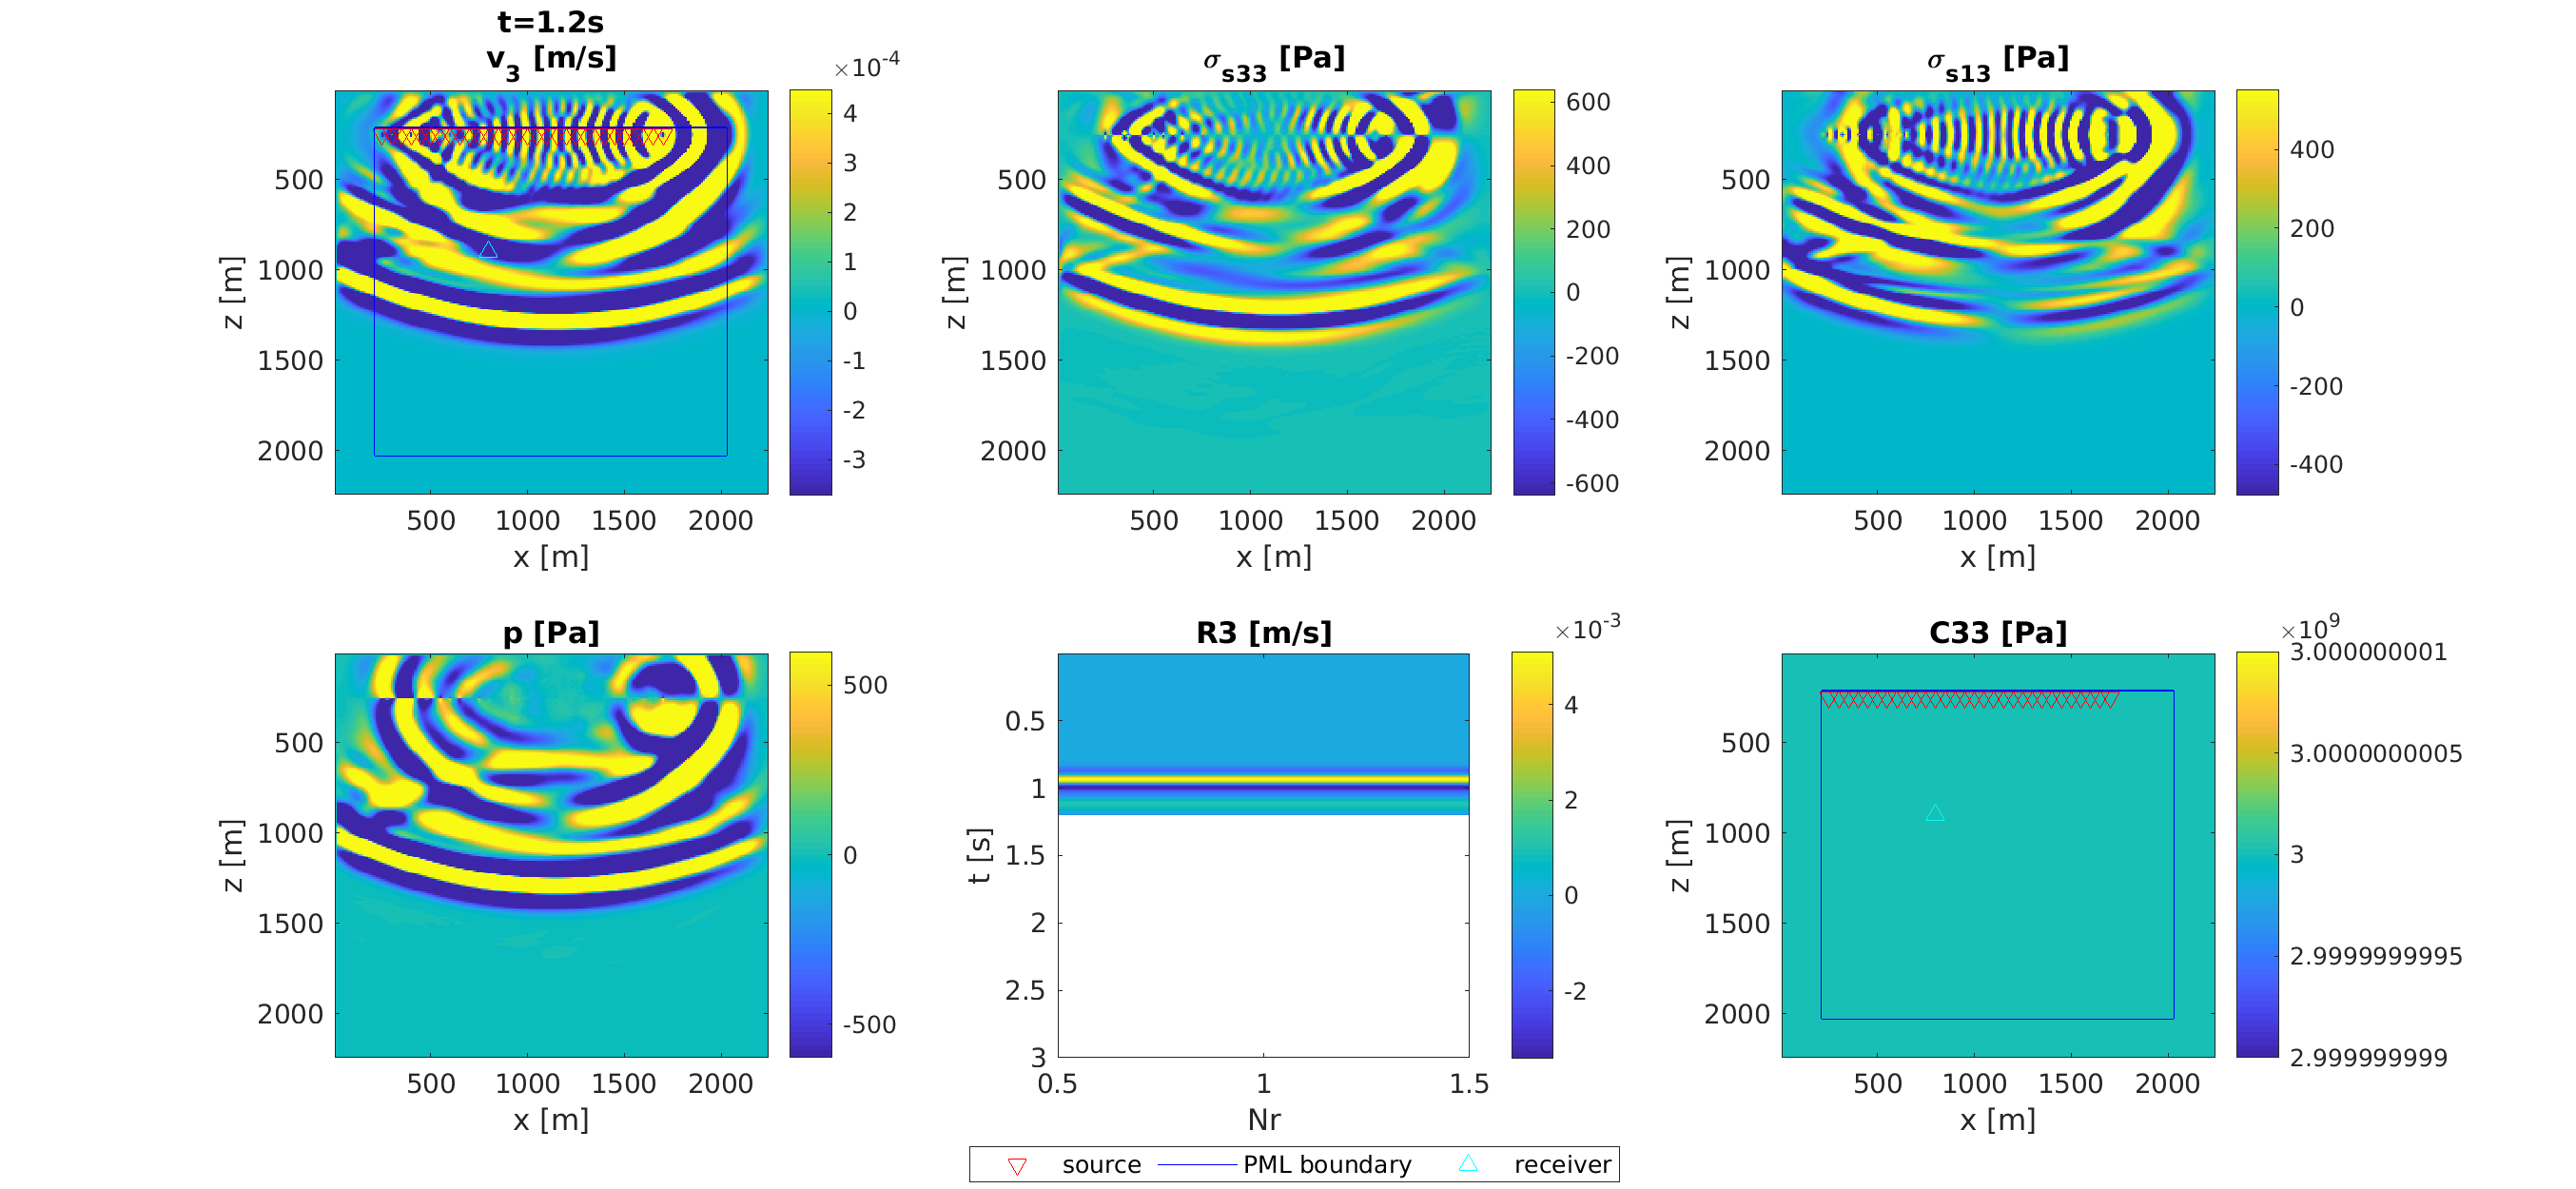 t=1.2s
v3 [m/s]
×10-4
4
3
2
1
0
-1
-2
-3
500
1000
1500
2000
z [m]
500 1000 1500 2000
x [m]
σs33 [Pa]
600
400
200
0
-200
-400
-600
500
1000
1500
2000
z [m]
500 1000 1500 2000
x [m]
σs13 [Pa]
400
200
0
-200
-400
500
1000
1500
2000
z [m]
500 1000 1500 2000
x [m]
p [Pa]
500
0
-500
500
1000
1500
2000
z [m]
500 1000 1500 2000
x [m]
R3 [m/s]
×10-3
4
2
0
-2
0.5
1
1.5
2
2.5
3
t [s]
0.5 1 1.5
Nr
C33 [Pa]
×109
3.000000001
3.0000000005
3
2.9999999995
2.999999999
500
1000
1500
2000
z [m]
500 1000 1500 2000
x [m]
source PML boundary receiver